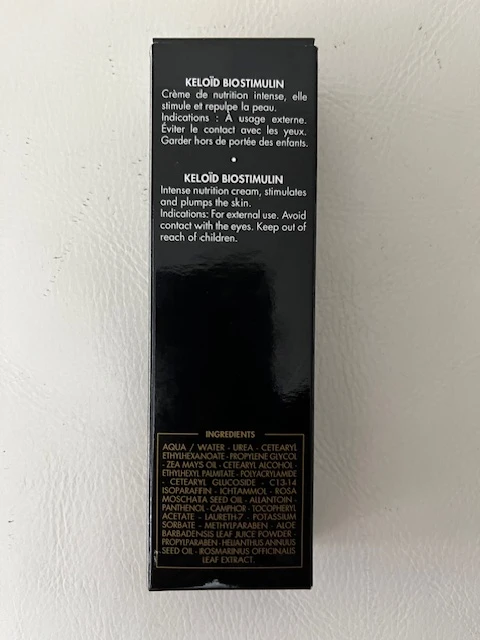 KELOÏD BIOSTIMULIN
Crème de nutrition intense, elle
stimule et repulpe la peau.
Indications : À usage externe.
Éviter le contact avec les yeux.
Garder hors de portée des enfants.
•
KELOÏD BIOSTIMULIN
Intense nutrition cream, stimulates
and plumps the skin.
Indications: For external use. Avoid
contact with the eyes. Keep out of
reach of children.
INGREDIENTS
AQUA / WATER - UREA - CETEARYL
ETHYLHEXANOATE - PROPYLENE GLYCOL
- ZEA MAYS OIL - CETEARYL ALCOHOL -
ETHYLHEXYL PALMITATE - POLYACRYLAMIDE
- CETEARYL GLUCOSIDE - C13-14
ISOPARAFFIN - ICHTAMMOL - ROSA
MOSCHATA SEED OIL - ALLANTOIN -
PANTHENOL - CAMPHOR - TOCOPHERYL
ACETATE - LAURETH-7 - POTASSIUM
SORBATE - METHYLPARABEN - ALOE
BARBADENSIS LEAF JUICE POWDER -
PROPYLPARABEN - HELIANTHUS ANNUUS
SEED OIL - ROSMARINUS OFFICINALIS
LEAF EXTRACT.